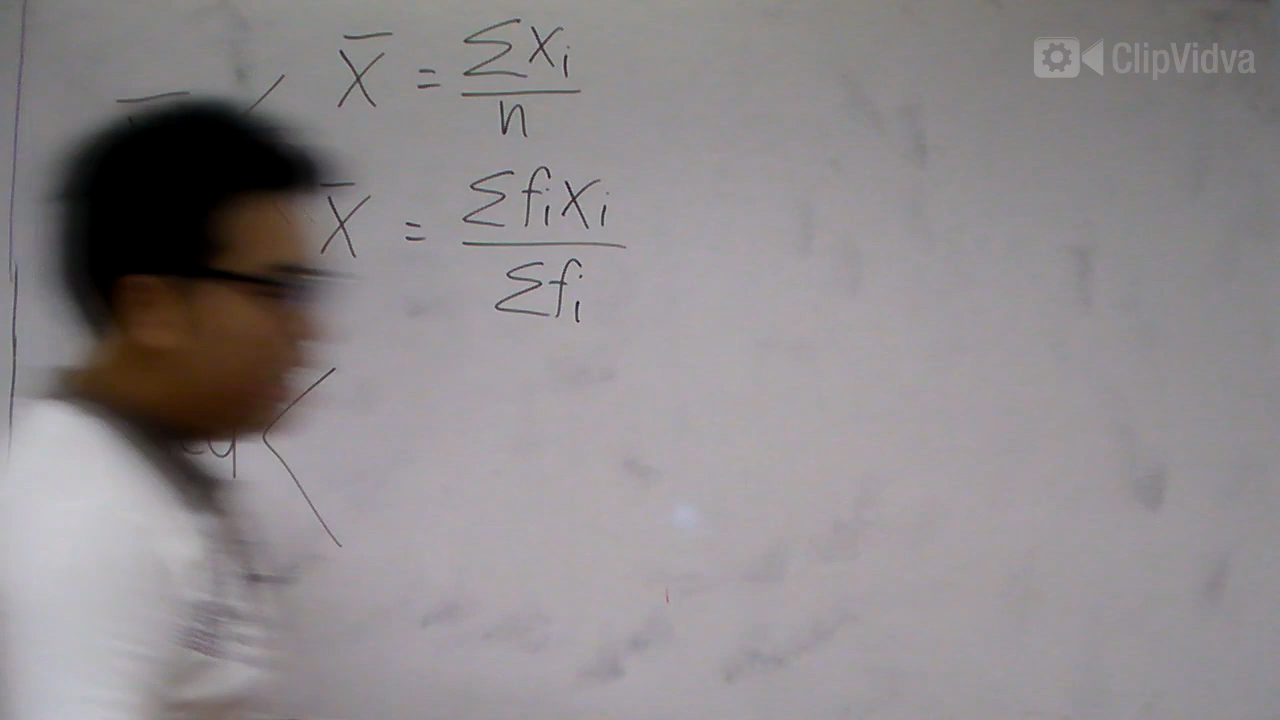 ClipVidva
X̄ = Σxᵢ / n
X̄ = Σfᵢxᵢ / Σfᵢ